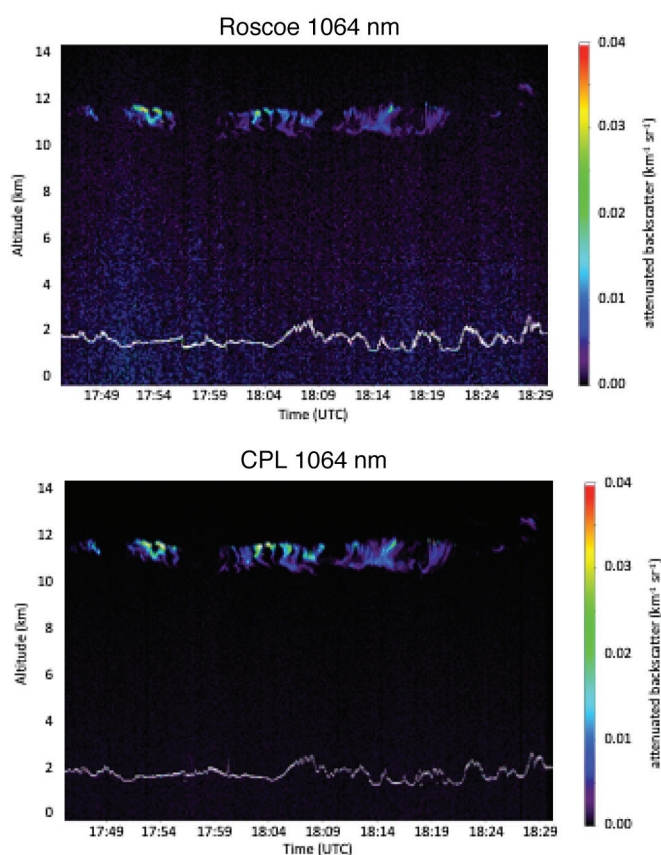 Roscoe 1064 nm
14
12
10
8
6
4
2
0
Altitude (km)
17:49 17:54 17:59 18:04 18:09 18:14 18:19 18:24 18:29
Time (UTC)
0.04
0.03
0.02
0.01
0.00
attenuated backscatter (km⁻¹ sr⁻¹)
CPL 1064 nm
14
12
10
8
6
4
2
0
Altitude (km)
17:49 17:54 17:59 18:04 18:09 18:14 18:19 18:24 18:29
Time (UTC)
0.04
0.03
0.02
0.01
0.00
attenuated backscatter (km⁻¹ sr⁻¹)